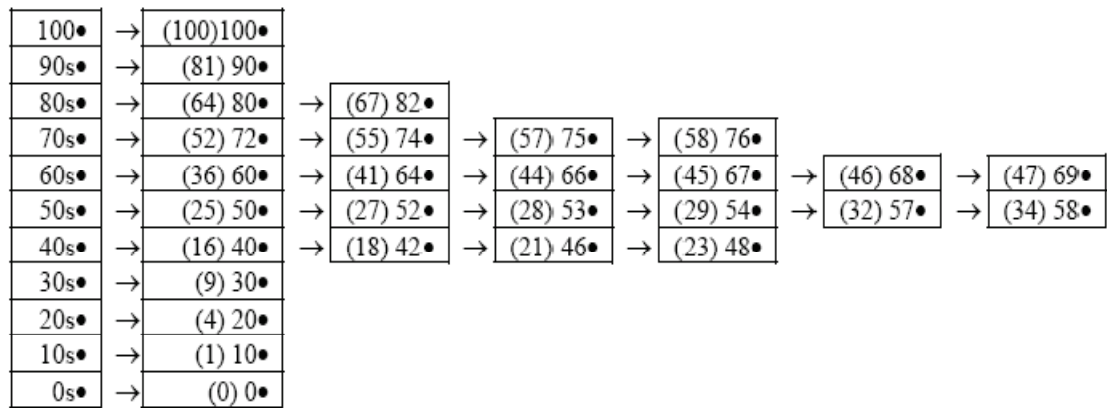 100● → (100)100●
90s● → (81) 90●
80s● → (64) 80● → (67) 82●
70s● → (52) 72● → (55) 74● → (57) 75● → (58) 76●
60s● → (36) 60● → (41) 64● → (44) 66● → (45) 67● → (46) 68● → (47) 69●
50s● → (25) 50● → (27) 52● → (28) 53● → (29) 54● → (32) 57● → (34) 58●
40s● → (16) 40● → (18) 42● → (21) 46● → (23) 48●
30s● → (9) 30●
20s● → (4) 20●
10s● → (1) 10●
0s● → (0) 0●